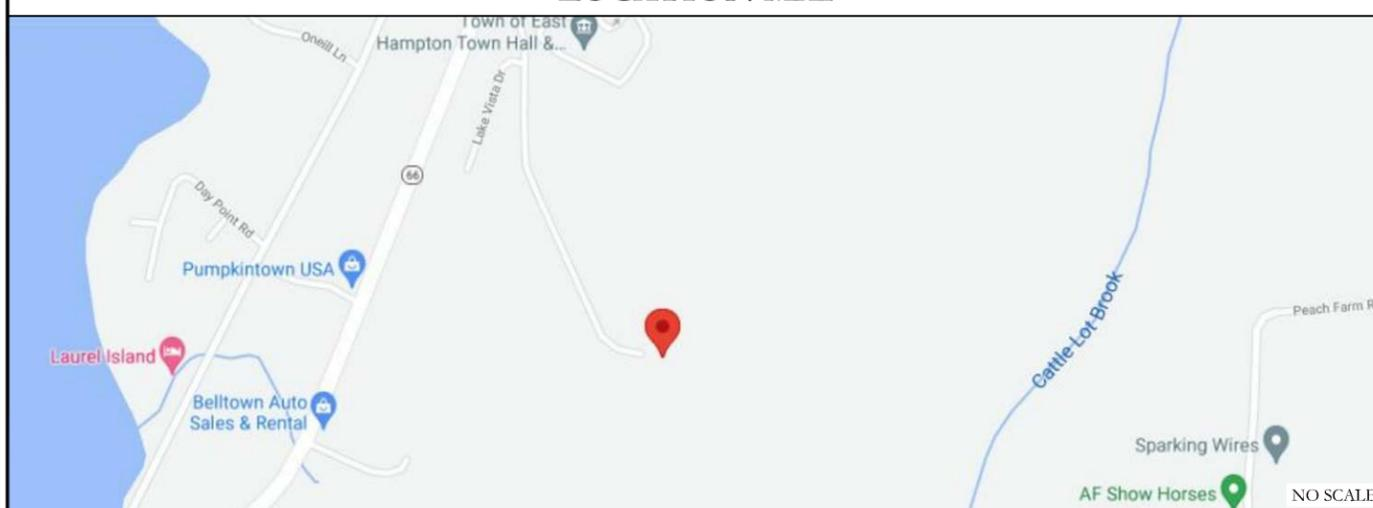 Oneill Ln
Town of East
Hampton Town Hall &...
Lake Vista Dr
66
Day Point Rd
Pumpkintown USA
Cattle Lot Brook
Peach Farm R
Laurel Island
Belltown Auto
Sales & Rental
Sparking Wires
AF Show Horses
NO SCALE